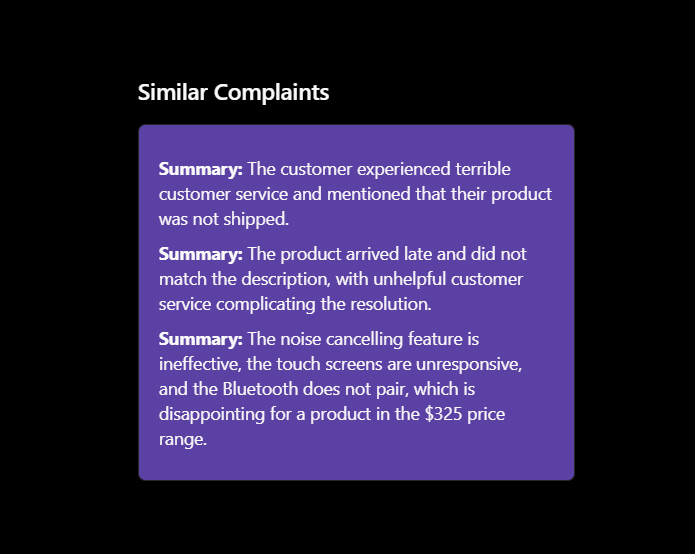 Similar Complaints
Summary: The customer experienced terrible
customer service and mentioned that their product
was not shipped.
Summary: The product arrived late and did not
match the description, with unhelpful customer
service complicating the resolution.
Summary: The noise cancelling feature is
ineffective, the touch screens are unresponsive,
and the Bluetooth does not pair, which is
disappointing for a product in the $325 price
range.